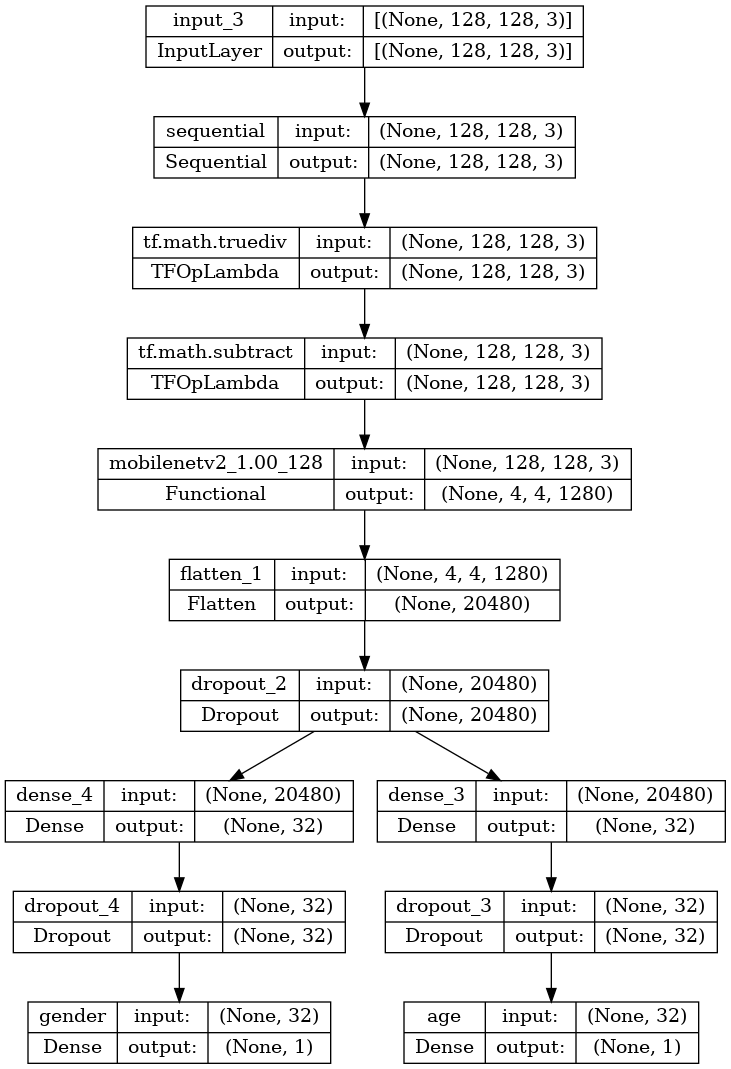 input_3 input: [(None, 128, 128, 3)]
InputLayer output: [(None, 128, 128, 3)]
sequential input: (None, 128, 128, 3)
Sequential output: (None, 128, 128, 3)
tf.math.truediv input: (None, 128, 128, 3)
TFOpLambda output: (None, 128, 128, 3)
tf.math.subtract input: (None, 128, 128, 3)
TFOpLambda output: (None, 128, 128, 3)
mobilenetv2_1.00_128 input: (None, 128, 128, 3)
Functional output: (None, 4, 4, 1280)
flatten_1 input: (None, 4, 4, 1280)
Flatten output: (None, 20480)
dropout_2 input: (None, 20480)
Dropout output: (None, 20480)
dense_4 input: (None, 20480)
Dense output: (None, 32)
dense_3 input: (None, 20480)
Dense output: (None, 32)
dropout_4 input: (None, 32)
Dropout output: (None, 32)
dropout_3 input: (None, 32)
Dropout output: (None, 32)
gender input: (None, 32)
Dense output: (None, 1)
age input: (None, 32)
Dense output: (None, 1)